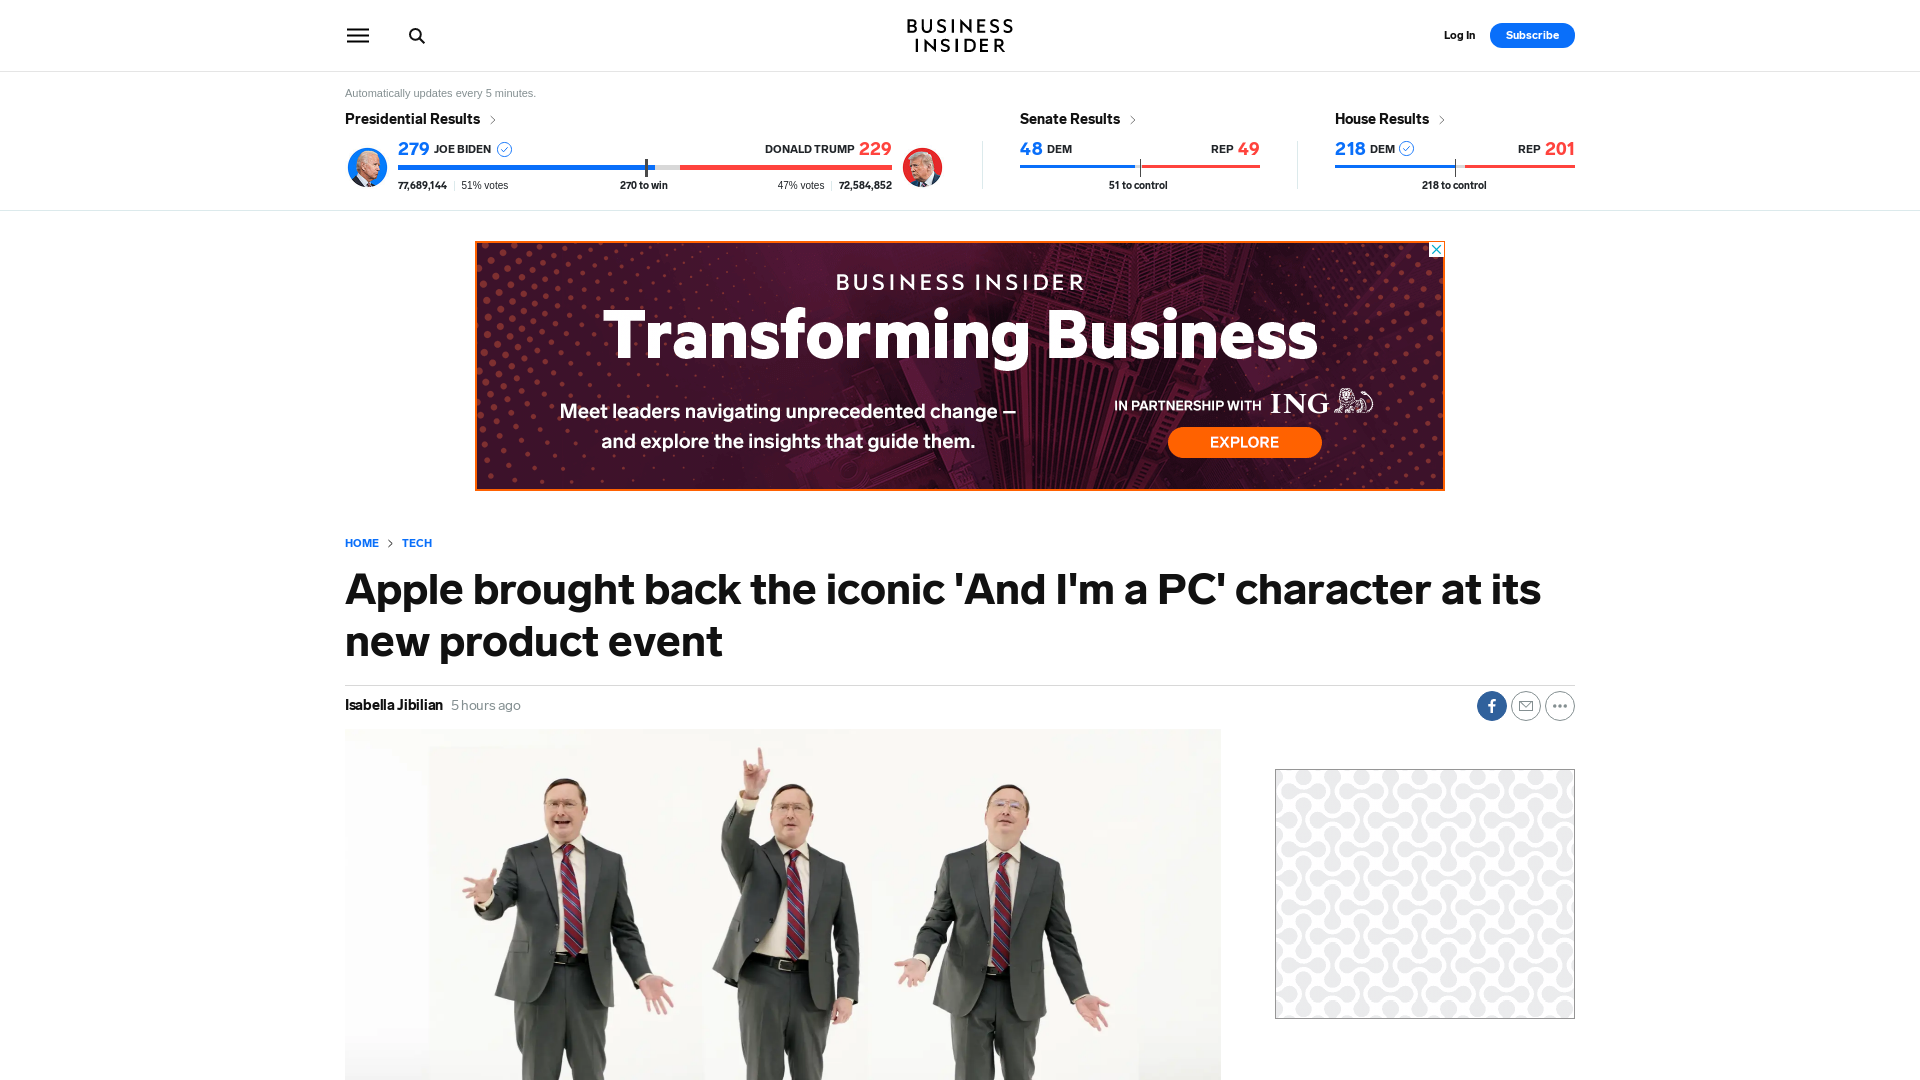 BUSINESS
INSIDER
Log In
Subscribe
Automatically updates every 5 minutes.
Presidential Results
279 JOE BIDEN
DONALD TRUMP 229
77,689,144 51% votes
270 to win
47% votes 72,584,852
Senate Results
48 DEM
REP 49
51 to control
House Results
218 DEM
REP 201
218 to control
BUSINESS INSIDER
Transforming Business
Meet leaders navigating unprecedented change –
and explore the insights that guide them.
IN PARTNERSHIP WITH ING
EXPLORE
HOME > TECH
Apple brought back the iconic 'And I'm a PC' character at its
new product event
Isabella Jibilian 5 hours ago